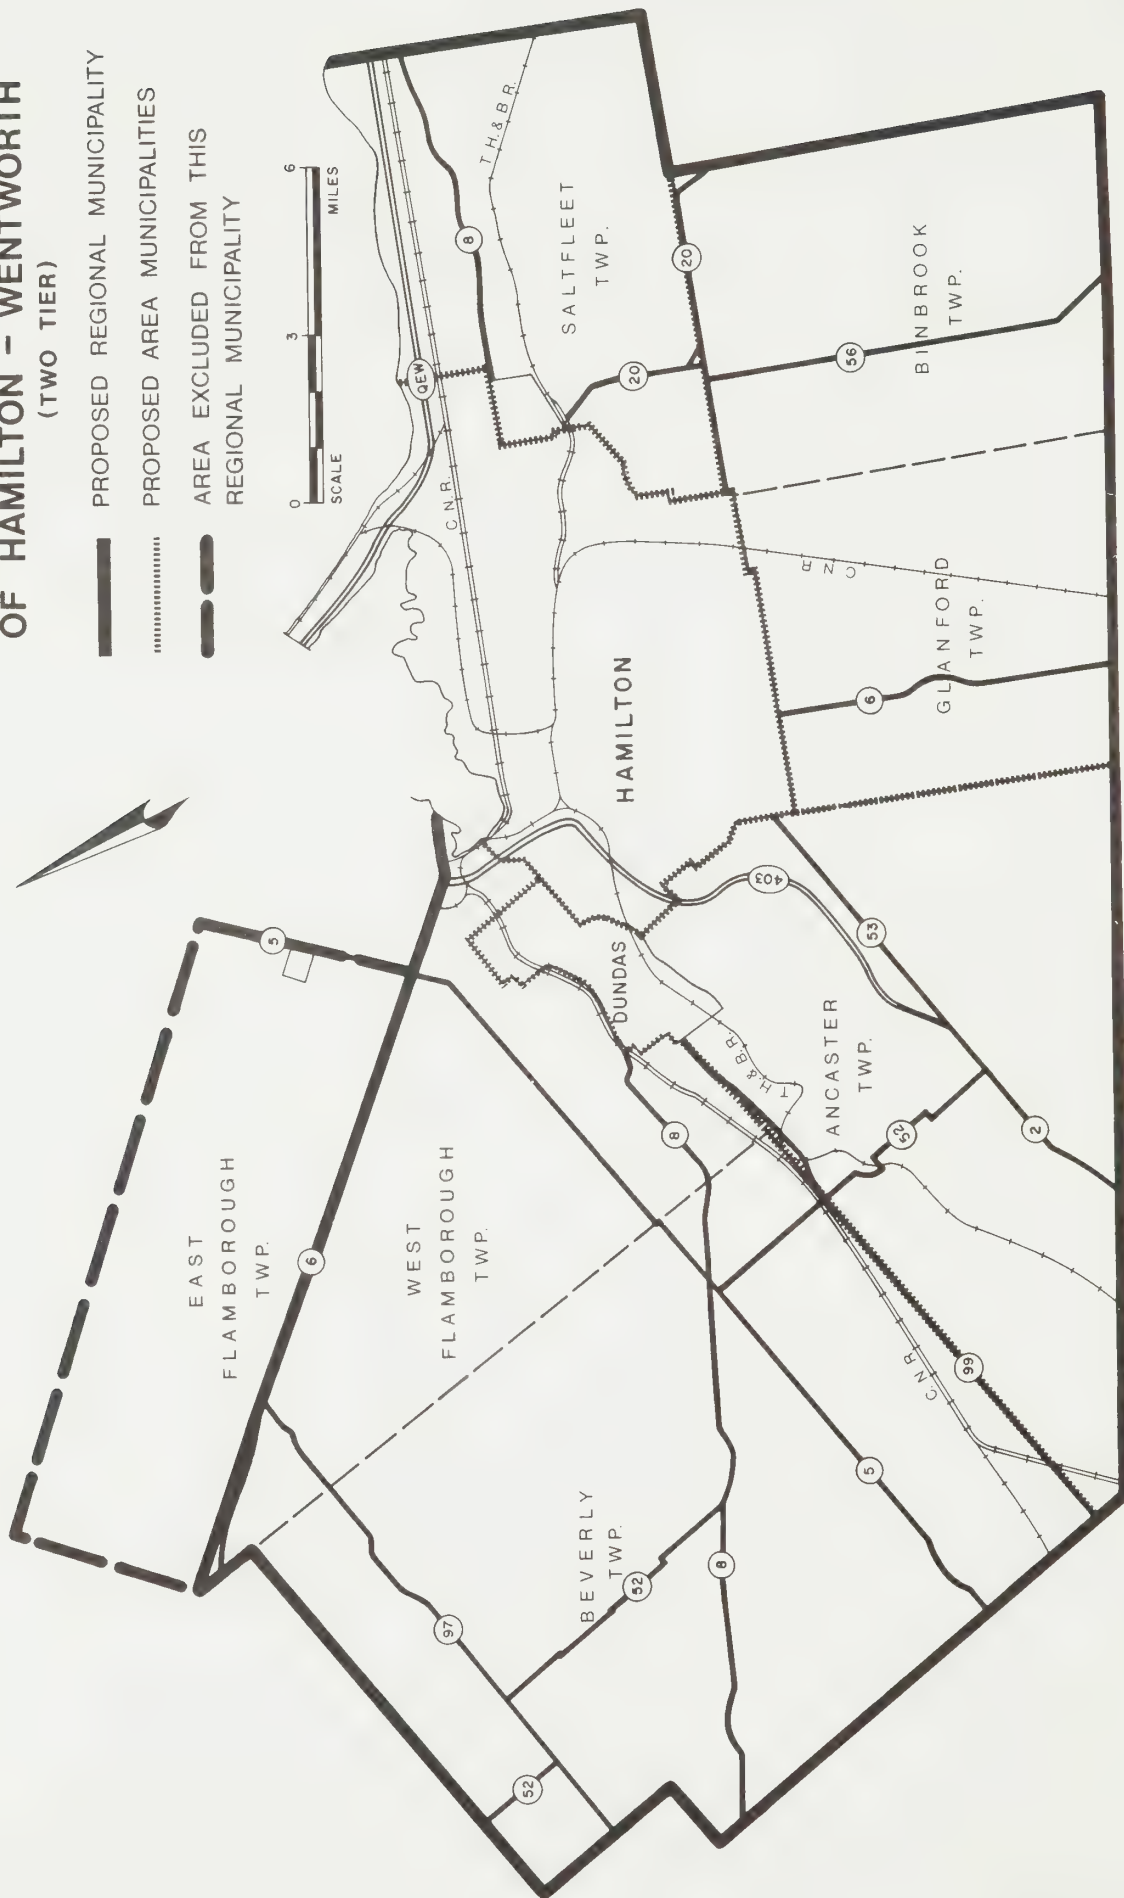 OF HAMILTON – WENTWORTH
(TWO TIER)
PROPOSED REGIONAL MUNICIPALITY
PROPOSED AREA MUNICIPALITIES
AREA EXCLUDED FROM THIS
REGIONAL MUNICIPALITY
0 3 6
SCALE MILES
EAST
FLAMBOROUGH
TWP.
5
6
WEST
FLAMBOROUGH
TWP.
97
52
BEVERLY
TWP.
52
8
8
5
C.N.R.
99
DUNDAS
T.H.& B.R.
ANCASTER
TWP.
52
2
53
403
HAMILTON
C.N.R.
QEW
8
T.H.& B.R.
SALTFLEET
TWP.
20
20
C N R
GLANFORD
TWP.
6
BINBROOK
TWP.
56